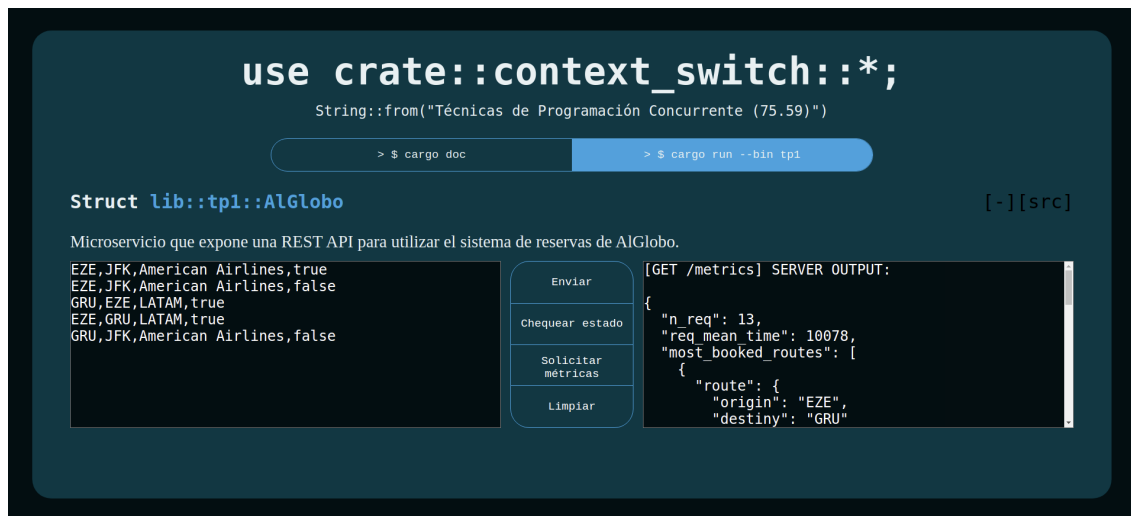 use crate::context_switch::*;
String::from("Técnicas de Programación Concurrente (75.59)")
> $ cargo doc
> $ cargo run --bin tp1
Struct lib::tp1::AlGlobo
[-][src]
Microservicio que expone una REST API para utilizar el sistema de reservas de AlGlobo.
EZE,JFK,American Airlines,true
EZE,JFK,American Airlines,false
GRU,EZE,LATAM,true
EZE,GRU,LATAM,true
GRU,JFK,American Airlines,false
Enviar
Chequear estado
Solicitar
métricas
Limpiar
[GET /metrics] SERVER OUTPUT:
{
"n_req": 13,
"req_mean_time": 10078,
"most_booked_routes": [
{
"route": {
"origin": "EZE",
"destiny": "GRU"